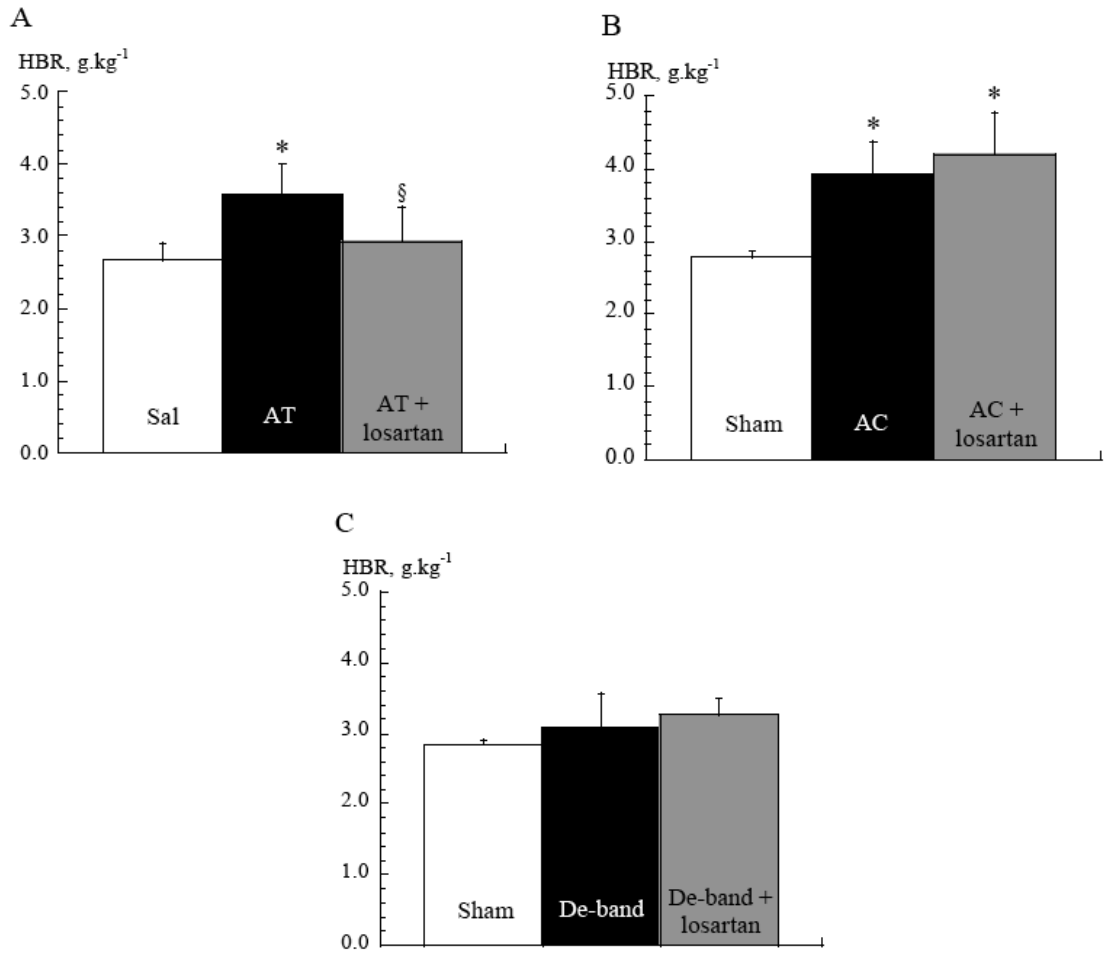 A
HBR, g.kg-1
5.0
4.0
3.0
2.0
1.0
0.0
*
§
Sal
AT
AT +
losartan
B
HBR, g.kg-1
5.0
4.0
3.0
2.0
1.0
0.0
*
*
Sham
AC
AC +
losartan
C
HBR, g.kg-1
5.0
4.0
3.0
2.0
1.0
0.0
Sham
De-band
De-band +
losartan